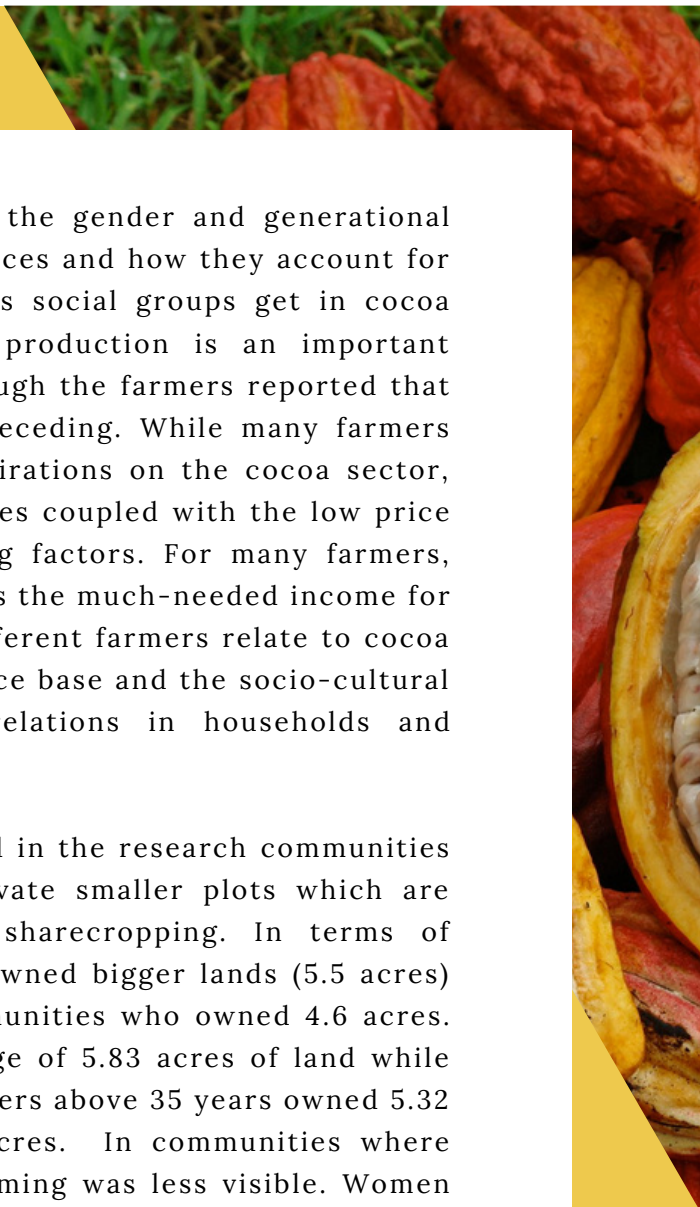 the gender and generational
ces and how they account for
s social groups get in cocoa
production is an important
ugh the farmers reported that
eceding. While many farmers
irations on the cocoa sector,
es coupled with the low price
g factors. For many farmers,
s the much-needed income for
ferent farmers relate to cocoa
ce base and the socio-cultural
relations in households and
l in the research communities
vate smaller plots which are
sharecropping. In terms of
wned bigger lands (5.5 acres)
unities who owned 4.6 acres.
ge of 5.83 acres of land while
ers above 35 years owned 5.32
cres. In communities where
ming was less visible. Women